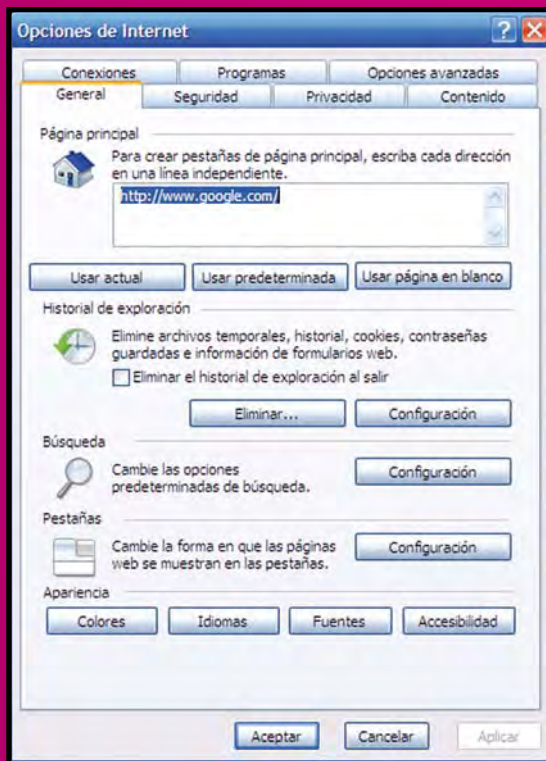 Opciones de Internet
Conexiones Programas Opciones avanzadas
General Seguridad Privacidad Contenido
Página principal
Para crear pestañas de página principal, escriba cada dirección
en una línea independiente.
http://www.google.com/
Usar actual Usar predeterminada Usar página en blanco
Historial de exploración
Elimine archivos temporales, historial, cookies, contraseñas
guardadas e información de formularios web.
Eliminar el historial de exploración al salir
Eliminar... Configuración
Búsqueda
Cambie las opciones
predeterminadas de búsqueda.
Configuración
Pestañas
Cambie la forma en que las páginas
web se muestran en las pestañas.
Configuración
Apariencia
Colores Idiomas Fuentes Accesibilidad
Aceptar Cancelar Aplicar